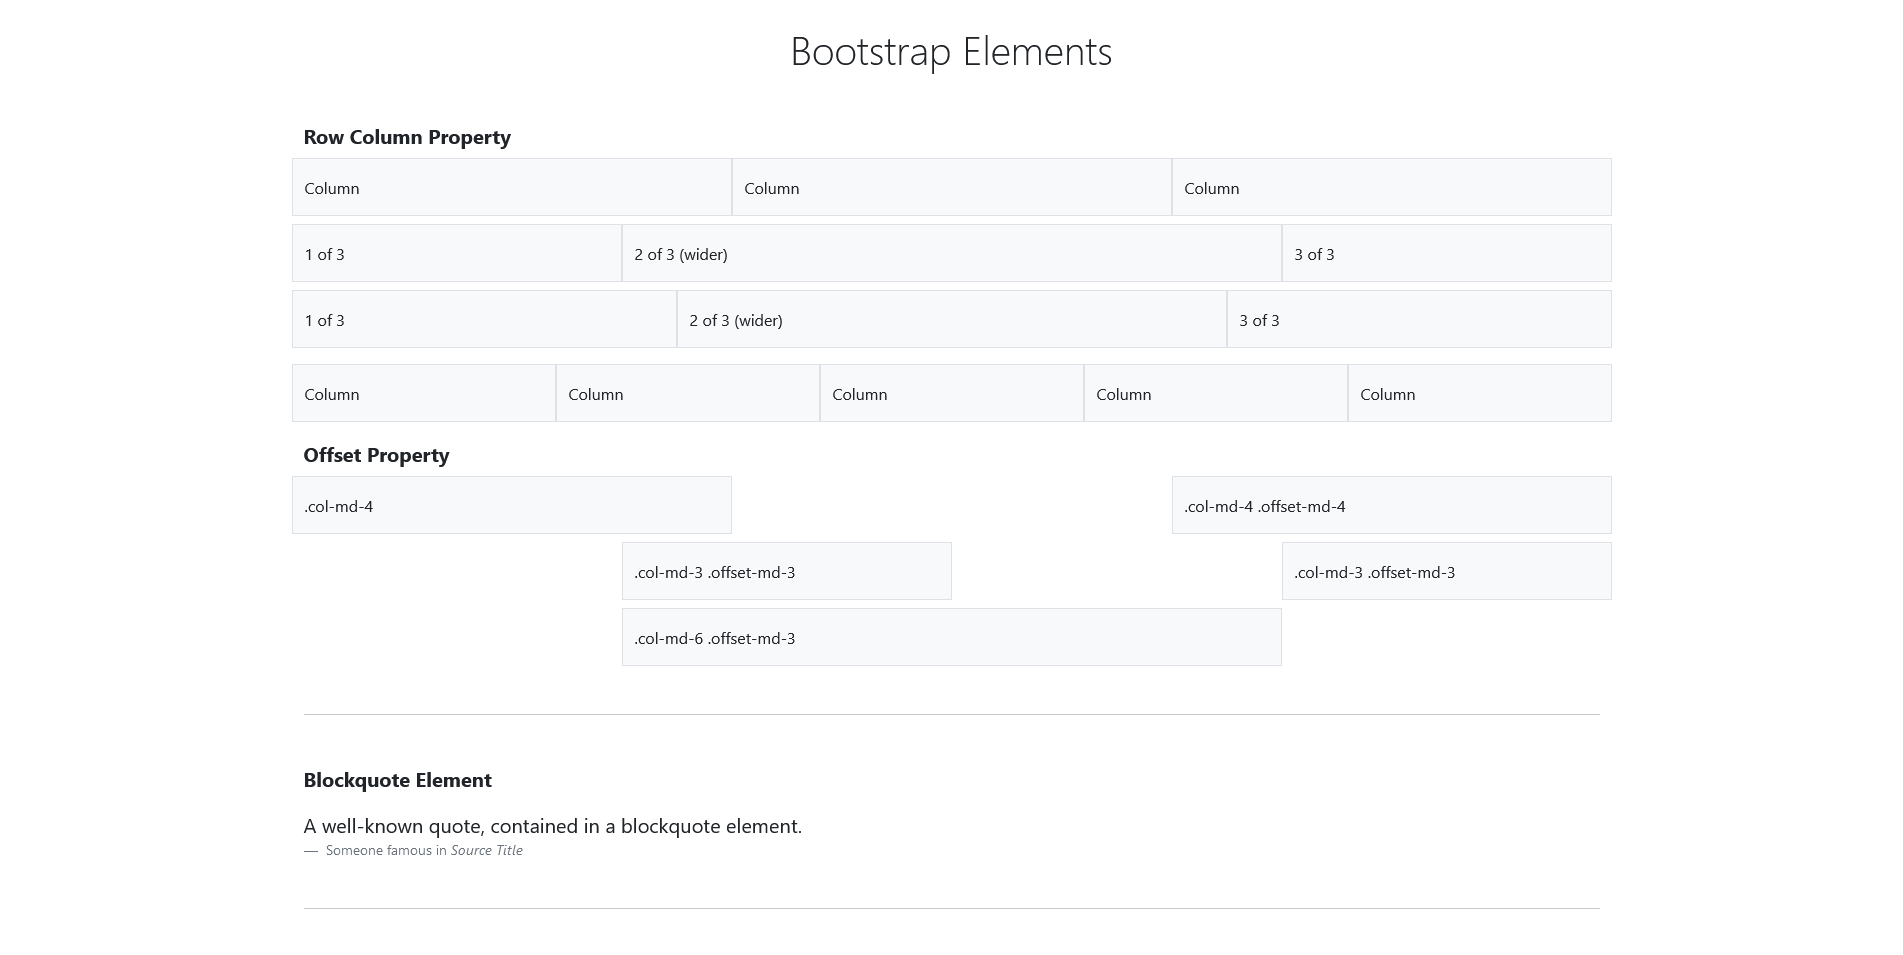 Bootstrap Elements
Row Column Property
Column Column Column
1 of 3 2 of 3 (wider) 3 of 3
1 of 3 2 of 3 (wider) 3 of 3
Column Column Column Column Column
Offset Property
.col-md-4 .col-md-4 .offset-md-4
.col-md-3 .offset-md-3 .col-md-3 .offset-md-3
.col-md-6 .offset-md-3
Blockquote Element
A well-known quote, contained in a blockquote element.
— Someone famous in Source Title